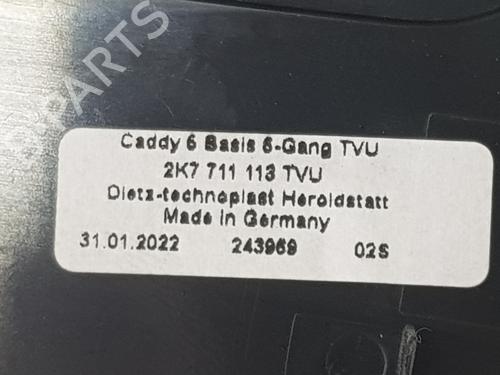 PARTS
Caddy 6 Basis 6-Gang TVU
2K7 711 113 TVU
Dietz-technoplast Heroldstatt
Made in Germany
31.01.2022 243969 02S